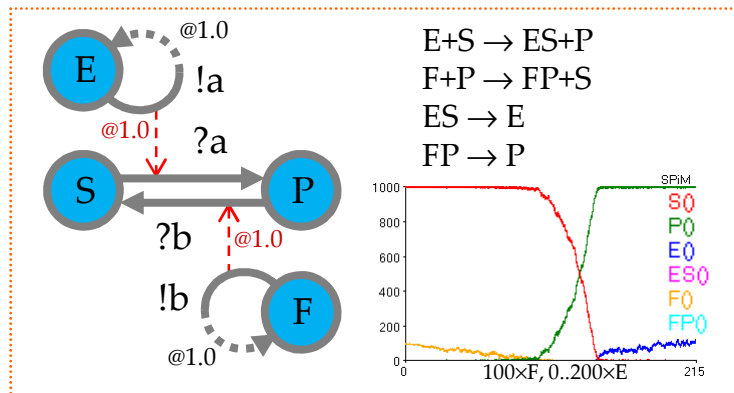 @1.0
E
!a
@1.0
?a
S
P
?b
@1.0
!b
F
@1.0
E+S → ES+P
F+P → FP+S
ES → E
FP → P
SPiM
1000
800
600
400
200
0
S()
P()
E()
ES()
F()
FP()
0
215
100×F, 0..200×E